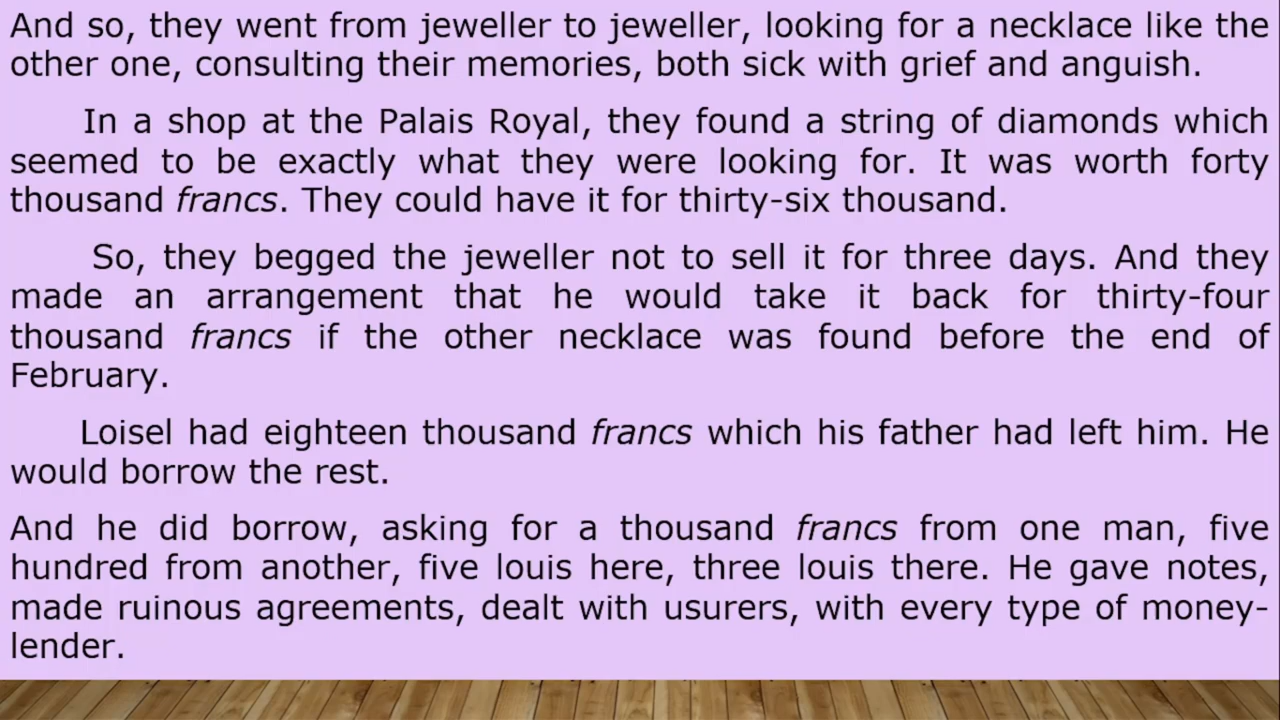 And so, they went from jeweller to jeweller, looking for a necklace like the
other one, consulting their memories, both sick with grief and anguish.
In a shop at the Palais Royal, they found a string of diamonds which
seemed to be exactly what they were looking for. It was worth forty
thousand francs. They could have it for thirty-six thousand.
So, they begged the jeweller not to sell it for three days. And they
made an arrangement that he would take it back for thirty-four
thousand francs if the other necklace was found before the end of
February.
Loisel had eighteen thousand francs which his father had left him. He
would borrow the rest.
And he did borrow, asking for a thousand francs from one man, five
hundred from another, five louis here, three louis there. He gave notes,
made ruinous agreements, dealt with usurers, with every type of money-
lender.